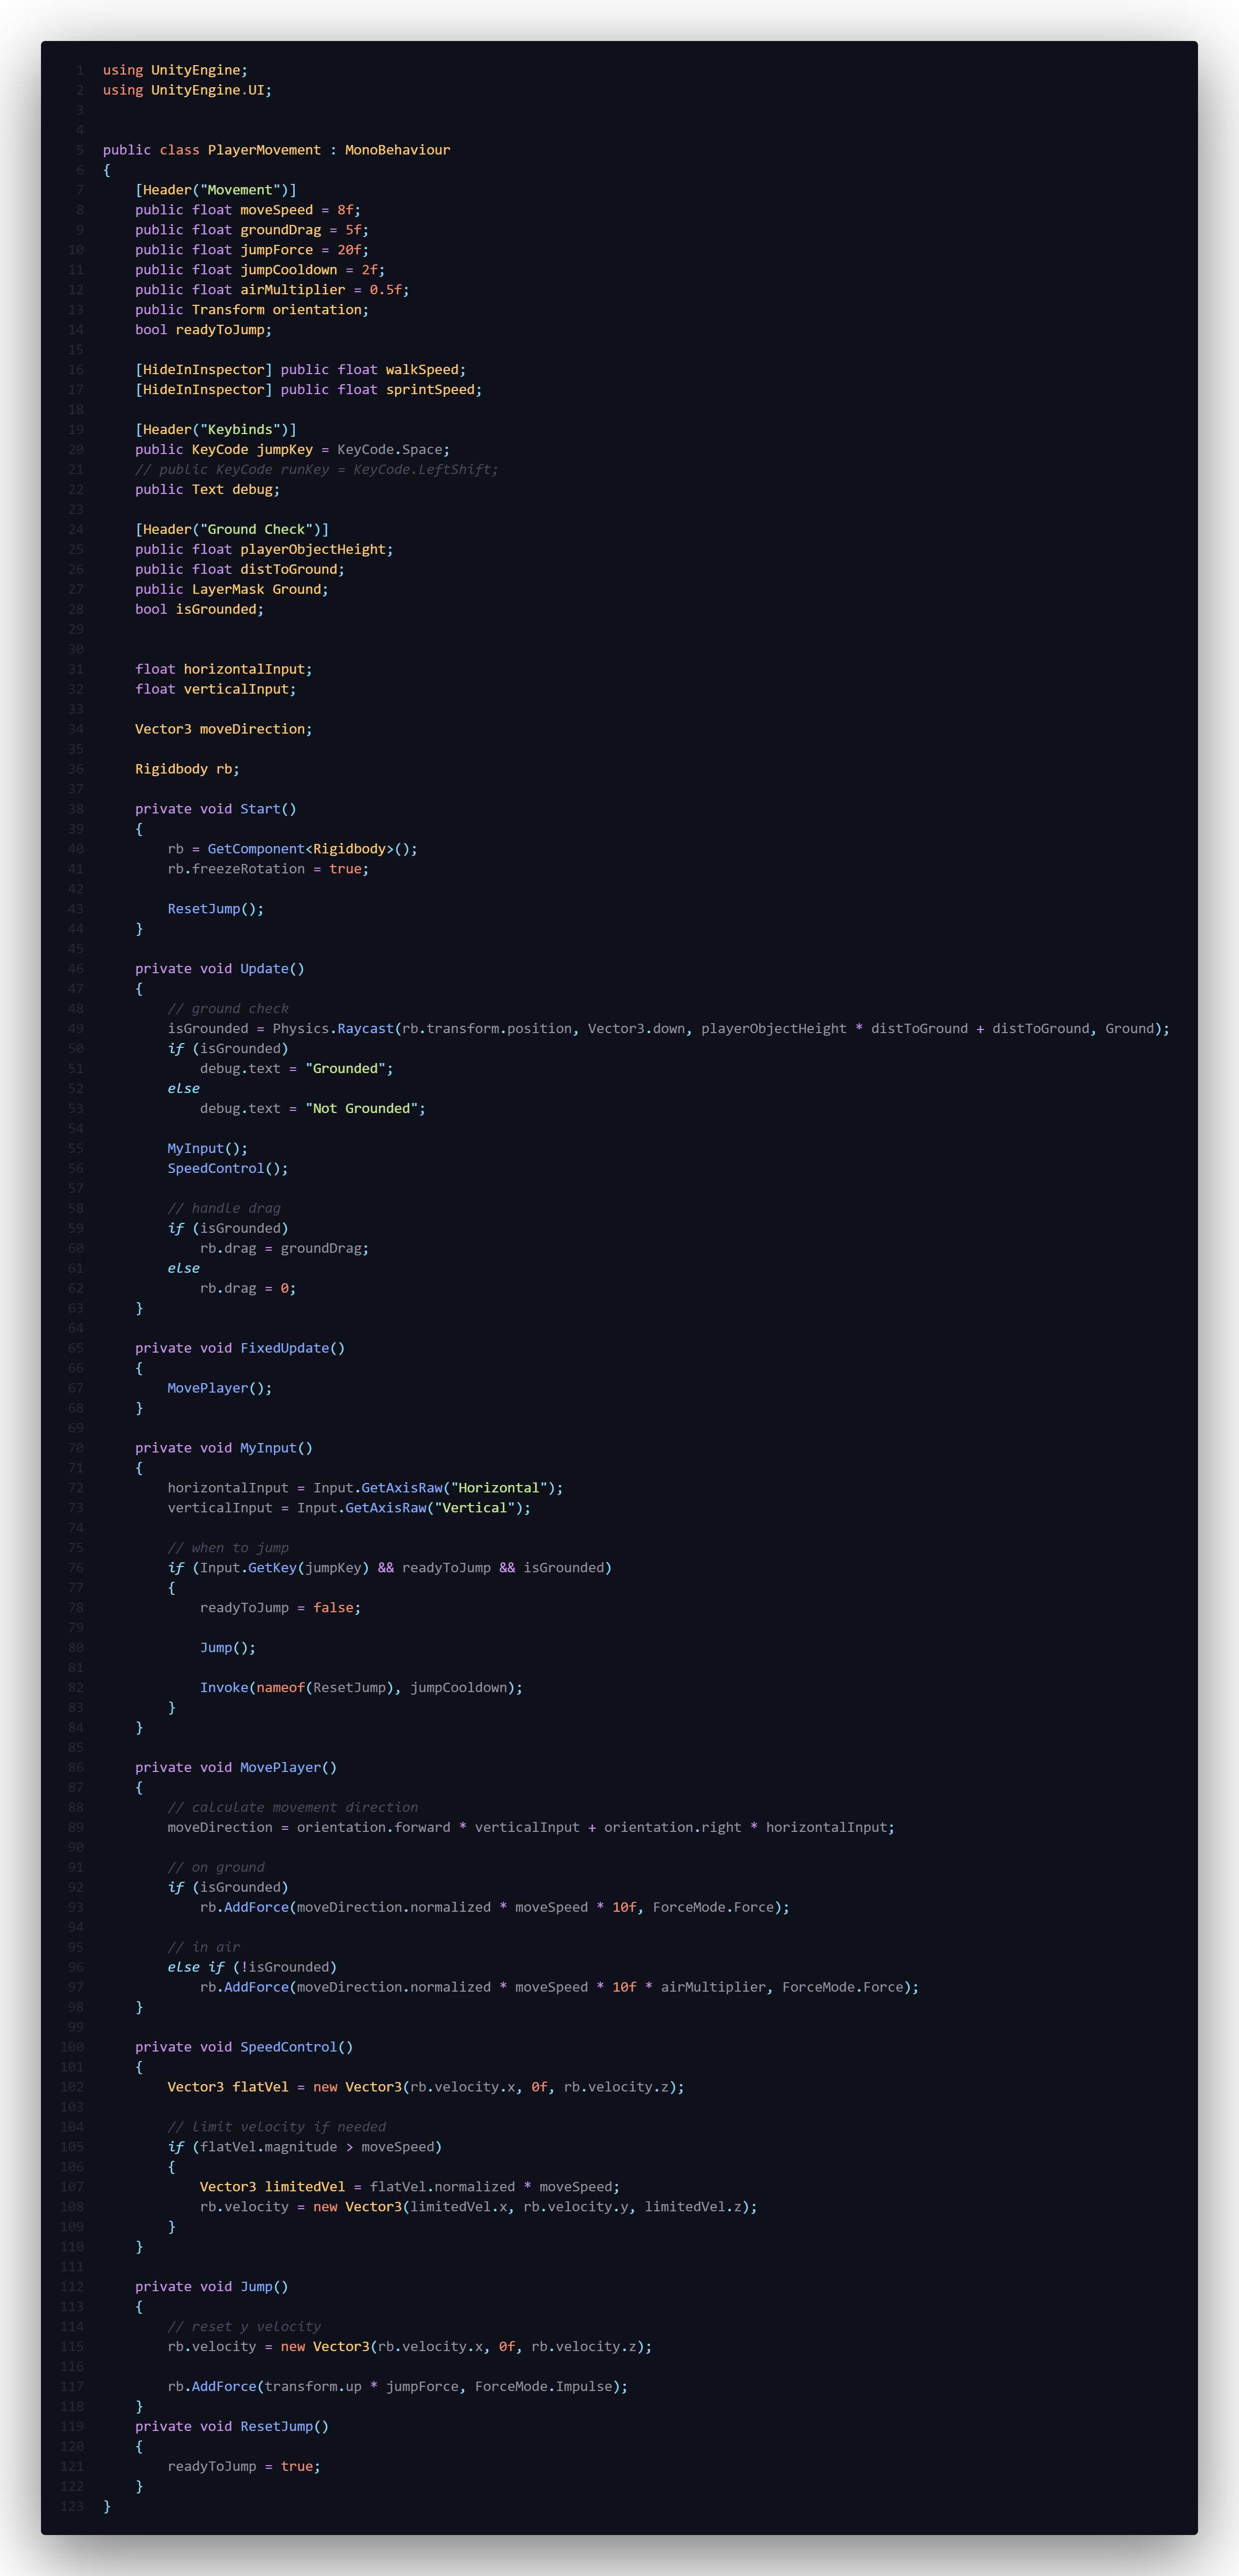 1 using UnityEngine;
2 using UnityEngine.UI;
3
4
5 public class PlayerMovement : MonoBehaviour
6 {
7     [Header("Movement")]
8     public float moveSpeed = 8f;
9     public float groundDrag = 5f;
10     public float jumpForce = 20f;
11     public float jumpCooldown = 2f;
12     public float airMultiplier = 0.5f;
13     public Transform orientation;
14     bool readyToJump;
15
16     [HideInInspector] public float walkSpeed;
17     [HideInInspector] public float sprintSpeed;
18
19     [Header("Keybinds")]
20     public KeyCode jumpKey = KeyCode.Space;
21     // public KeyCode runKey = KeyCode.LeftShift;
22     public Text debug;
23
24     [Header("Ground Check")]
25     public float playerObjectHeight;
26     public float distToGround;
27     public LayerMask Ground;
28     bool isGrounded;
29
30
31     float horizontalInput;
32     float verticalInput;
33
34     Vector3 moveDirection;
35
36     Rigidbody rb;
37
38     private void Start()
39     {
40         rb = GetComponent<Rigidbody>();
41         rb.freezeRotation = true;
42
43         ResetJump();
44     }
45
46     private void Update()
47     {
48         // ground check
49         isGrounded = Physics.Raycast(rb.transform.position, Vector3.down, playerObjectHeight * distToGround + distToGround, Ground);
50         if (isGrounded)
51             debug.text = "Grounded";
52         else
53             debug.text = "Not Grounded";
54
55         MyInput();
56         SpeedControl();
57
58         // handle drag
59         if (isGrounded)
60             rb.drag = groundDrag;
61         else
62             rb.drag = 0;
63     }
64
65     private void FixedUpdate()
66     {
67         MovePlayer();
68     }
69
70     private void MyInput()
71     {
72         horizontalInput = Input.GetAxisRaw("Horizontal");
73         verticalInput = Input.GetAxisRaw("Vertical");
74
75         // when to jump
76         if (Input.GetKey(jumpKey) && readyToJump && isGrounded)
77         {
78             readyToJump = false;
79
80             Jump();
81
82             Invoke(nameof(ResetJump), jumpCooldown);
83         }
84     }
85
86     private void MovePlayer()
87     {
88         // calculate movement direction
89         moveDirection = orientation.forward * verticalInput + orientation.right * horizontalInput;
90
91         // on ground
92         if (isGrounded)
93             rb.AddForce(moveDirection.normalized * moveSpeed * 10f, ForceMode.Force);
94
95         // in air
96         else if (!isGrounded)
97             rb.AddForce(moveDirection.normalized * moveSpeed * 10f * airMultiplier, ForceMode.Force);
98     }
99
100     private void SpeedControl()
101     {
102         Vector3 flatVel = new Vector3(rb.velocity.x, 0f, rb.velocity.z);
103
104         // limit velocity if needed
105         if (flatVel.magnitude > moveSpeed)
106         {
107             Vector3 limitedVel = flatVel.normalized * moveSpeed;
108             rb.velocity = new Vector3(limitedVel.x, rb.velocity.y, limitedVel.z);
109         }
110     }
111
112     private void Jump()
113     {
114         // reset y velocity
115         rb.velocity = new Vector3(rb.velocity.x, 0f, rb.velocity.z);
116
117         rb.AddForce(transform.up * jumpForce, ForceMode.Impulse);
118     }
119     private void ResetJump()
120     {
121         readyToJump = true;
122     }
123 }